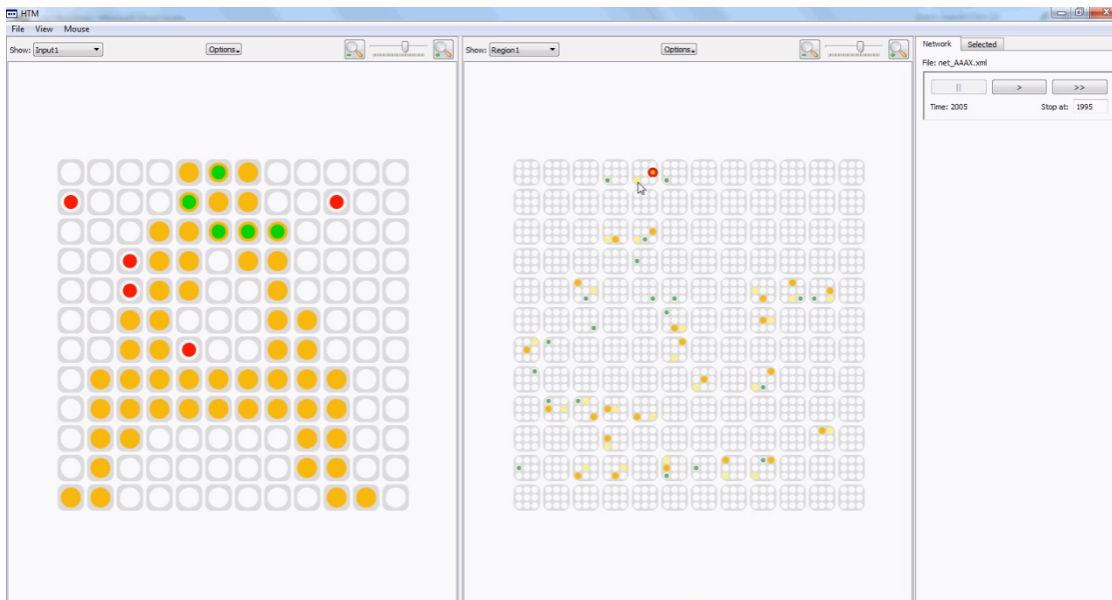 HTM
File View Mouse
Show: Input1 Options
Show: Region1 Options
Network Selected
File: net_AAAX.xml
|| > >>
Time: 2005 Stop at: 1995